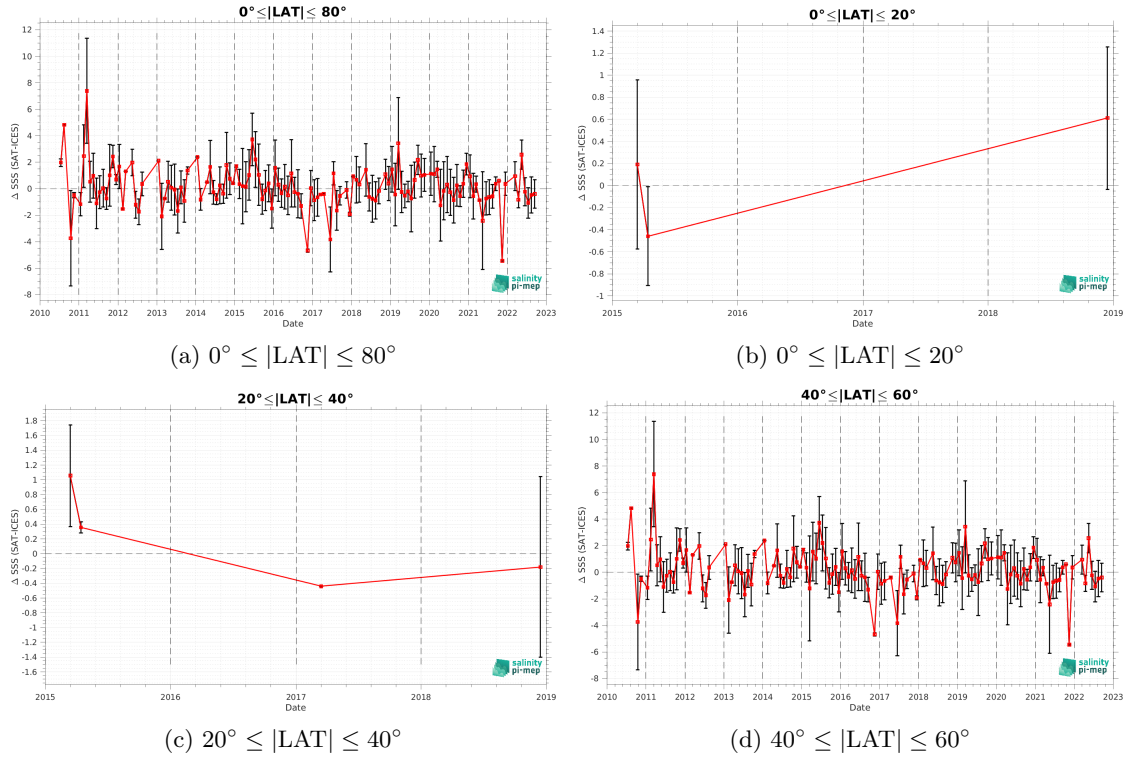 0°≤|LAT|≤ 80°
Δ SSS (SAT-ICES)
12
10
8
6
4
2
0
-2
-4
-6
-8
2010 2011 2012 2013 2014 2015 2016 2017 2018 2019 2020 2021 2022 2023
Date
salinity
pi-mep
(a) 0° ≤ |LAT| ≤ 80°
0°≤|LAT|≤ 20°
Δ SSS (SAT-ICES)
1.4
1.2
1
0.8
0.6
0.4
0.2
0
-0.2
-0.4
-0.6
-0.8
-1
2015 2016 2017 2018 2019
Date
salinity
pi-mep
(b) 0° ≤ |LAT| ≤ 20°
20°≤|LAT|≤ 40°
Δ SSS (SAT-ICES)
1.8
1.6
1.4
1.2
1
0.8
0.6
0.4
0.2
0
-0.2
-0.4
-0.6
-0.8
-1
-1.2
-1.4
-1.6
2015 2016 2017 2018 2019
Date
salinity
pi-mep
(c) 20° ≤ |LAT| ≤ 40°
40°≤|LAT|≤ 60°
Δ SSS (SAT-ICES)
12
10
8
6
4
2
0
-2
-4
-6
-8
2010 2011 2012 2013 2014 2015 2016 2017 2018 2019 2020 2021 2022 2023
Date
salinity
pi-mep
(d) 40° ≤ |LAT| ≤ 60°